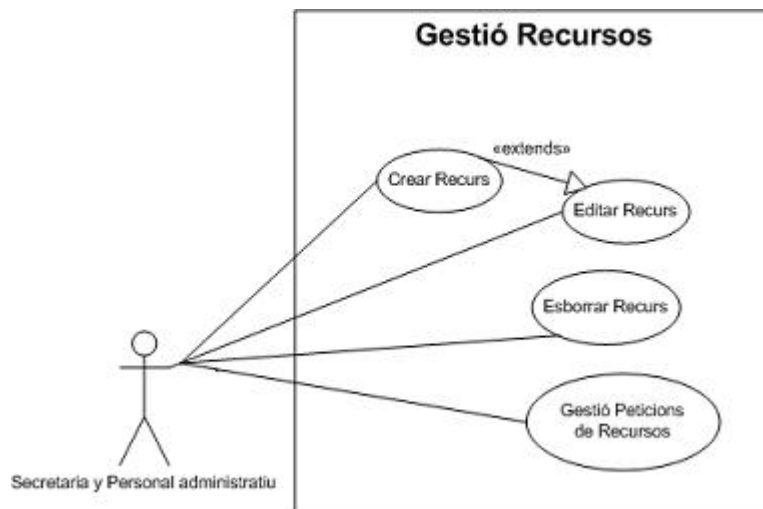 Gestió Recursos
«extends»
Crear Recurs
Editar Recurs
Esborrar Recurs
Gestió Peticions
de Recursos
Secretaria y Personal administratiu